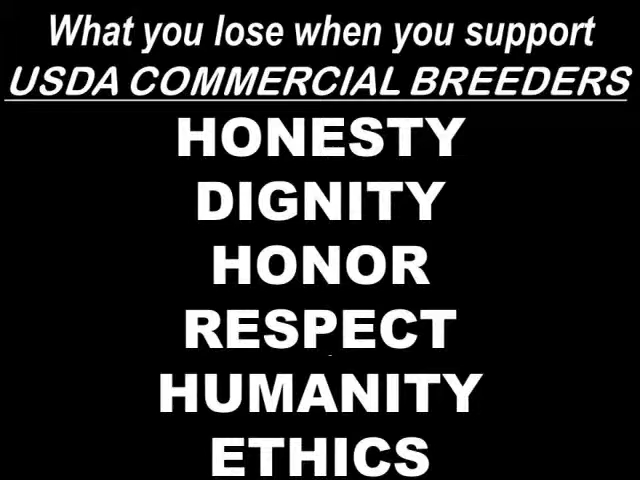 What you lose when you support
USDA COMMERCIAL BREEDERS
HONESTY
DIGNITY
HONOR
RESPECT
HUMANITY
ETHICS